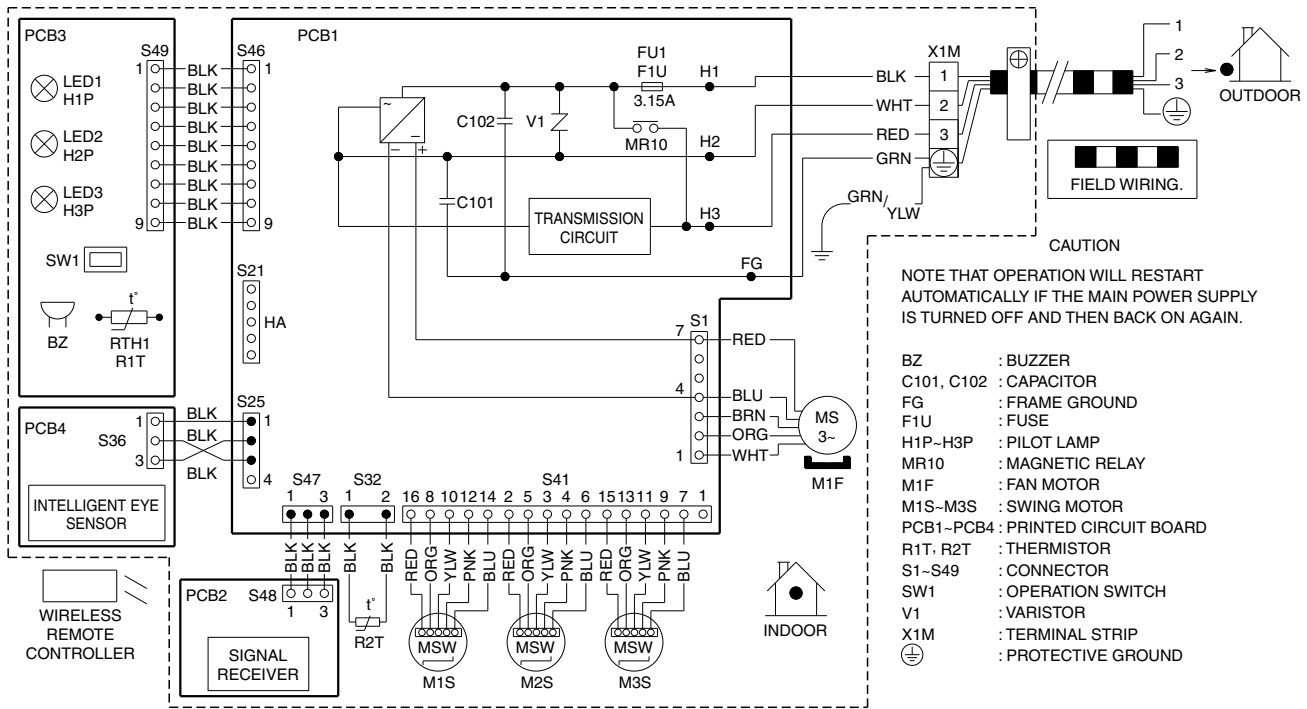 PCB3
LED1
H1P
LED2
H2P
LED3
H3P
SW1
BZ
t°
RTH1
R1T
S49
1
9
BLK
BLK
BLK
BLK
BLK
BLK
BLK
BLK
BLK
S46
1
9
PCB1
S21
HA
~
−
− +
C102
C101
V1
FU1
F1U
3.15A
MR10
H1
H2
H3
FG
TRANSMISSION
CIRCUIT
BLK
WHT
RED
GRN
X1M
1
2
3
GRN/
YLW
1
2
3
OUTDOOR
FIELD WIRING.
PCB4
S36
1
3
INTELLIGENT EYE
SENSOR
BLK
BLK
BLK
S25
1
4
S1
7
4
1
RED
BLU
BRN
ORG
WHT
MS
3~
M1F
S47
1 3
S32
1 2
S41
16 8 10 12 14 2 5 3 4 6 15 13 11 9 7 1
BLK BLK BLK
BLK BLK
RED ORG YLW PNK BLU RED ORG YLW PNK BLU RED ORG YLW PNK BLU
PCB2
S48
1 3
SIGNAL
RECEIVER
t°
R2T
MSW
M1S
MSW
M2S
MSW
M3S
WIRELESS
REMOTE
CONTROLLER
INDOOR
CAUTION
NOTE THAT OPERATION WILL RESTART
AUTOMATICALLY IF THE MAIN POWER SUPPLY
IS TURNED OFF AND THEN BACK ON AGAIN.
BZ : BUZZER
C101, C102 : CAPACITOR
FG : FRAME GROUND
F1U : FUSE
H1P~H3P : PILOT LAMP
MR10 : MAGNETIC RELAY
M1F : FAN MOTOR
M1S~M3S : SWING MOTOR
PCB1~PCB4 : PRINTED CIRCUIT BOARD
R1T, R2T : THERMISTOR
S1~S49 : CONNECTOR
SW1 : OPERATION SWITCH
V1 : VARISTOR
X1M : TERMINAL STRIP
: PROTECTIVE GROUND